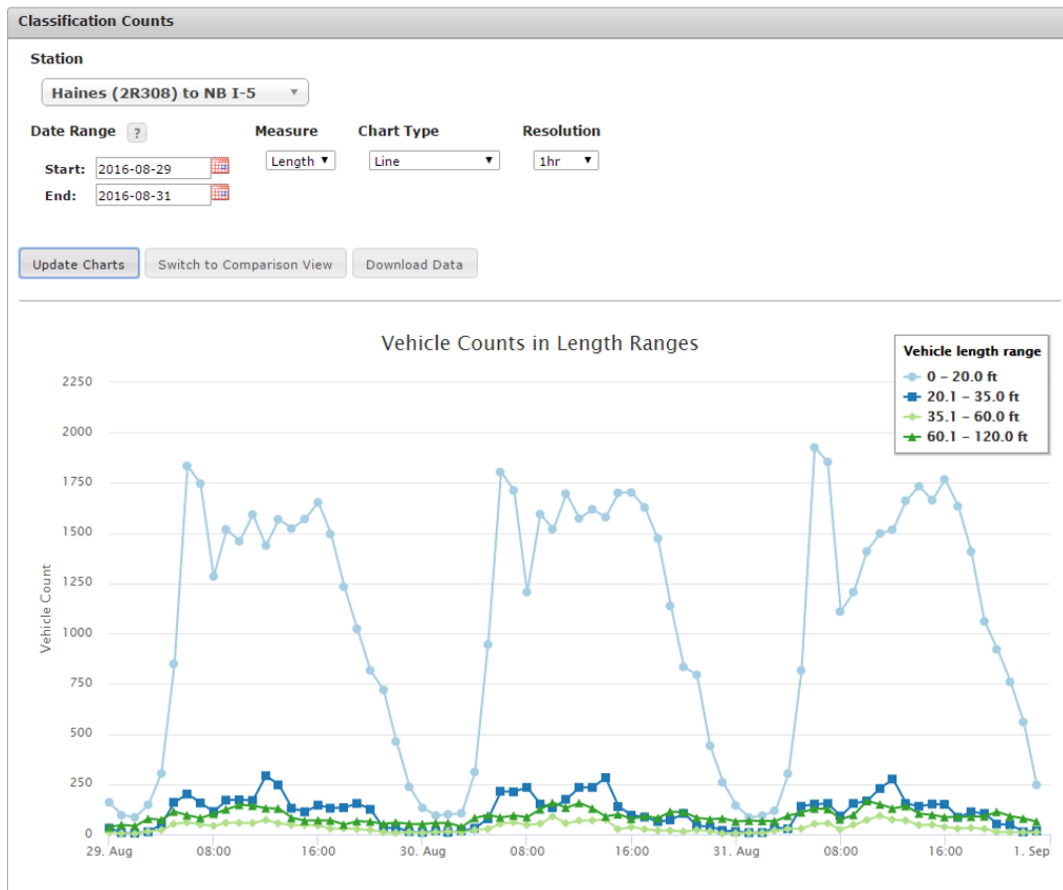 Classification Counts
Station
Haines (2R308) to NB I-5
Date Range ? Measure Chart Type Resolution
Start: 2016-08-29 Length Line 1hr
End: 2016-08-31
Update Charts Switch to Comparison View Download Data
Vehicle Counts in Length Ranges
Vehicle length range
0 – 20.0 ft
20.1 – 35.0 ft
35.1 – 60.0 ft
60.1 – 120.0 ft
Vehicle Count
2250
2000
1750
1500
1250
1000
750
500
250
0
29. Aug 08:00 16:00 30. Aug 08:00 16:00 31. Aug 08:00 16:00 1. Sep